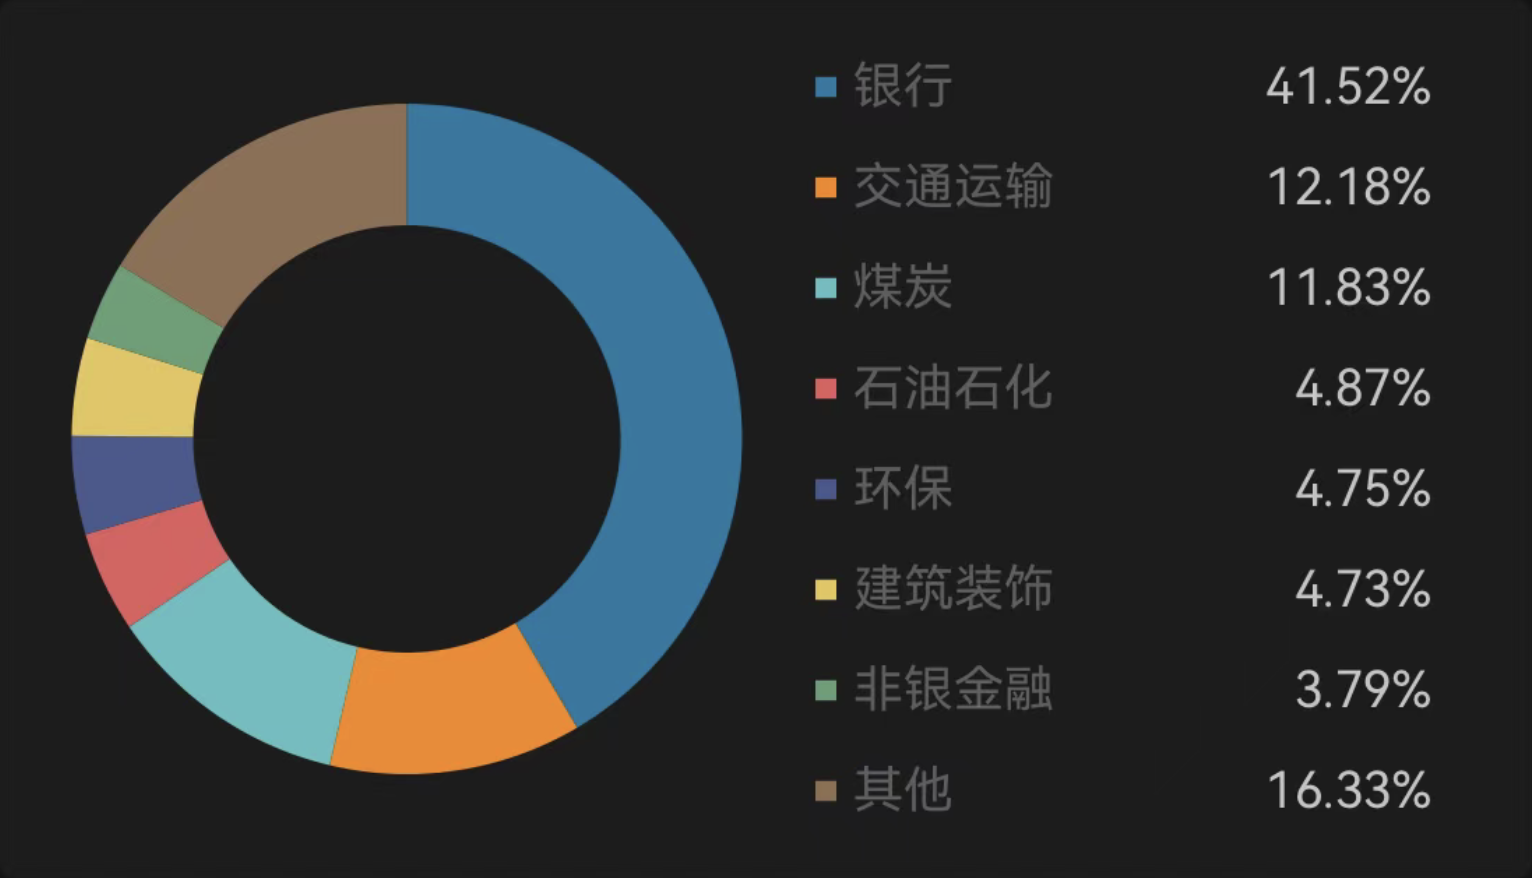 银行 41.52%
交通运输 12.18%
煤炭 11.83%
石油石化 4.87%
环保 4.75%
建筑装饰 4.73%
非银金融 3.79%
其他 16.33%